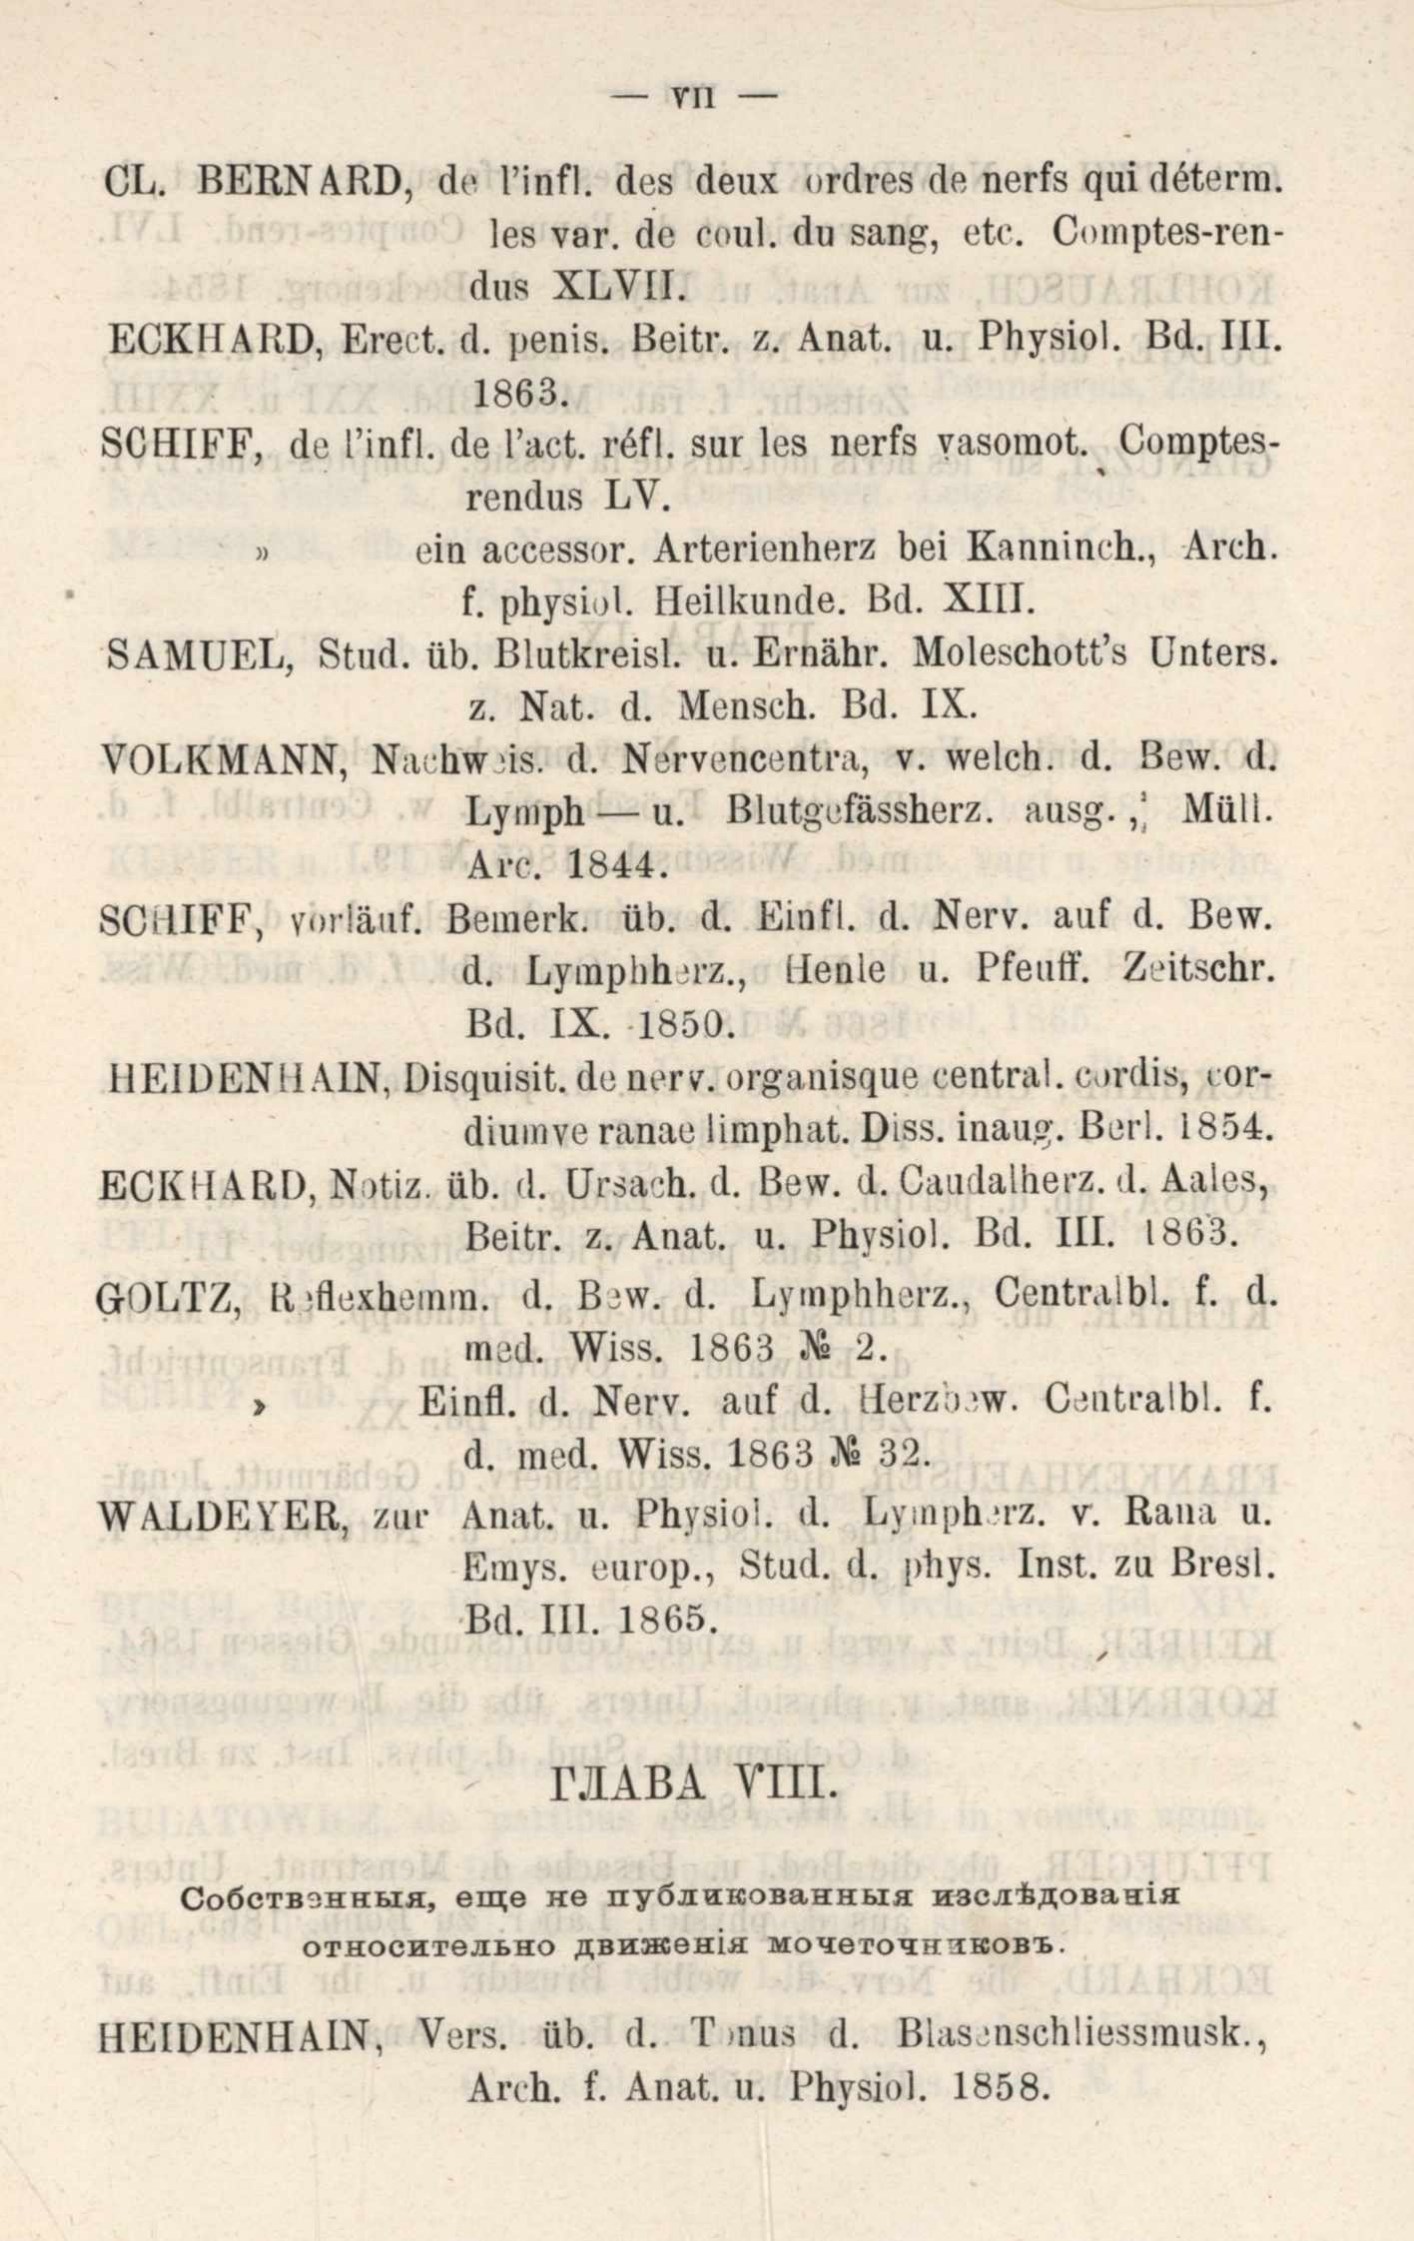 — VII —
CL. BERNARD, de l'infl. des deux ordres de nerfs qui déterm.
les var. de coul. du sang, etc. Comptes-ren-
dus XLVII.
ECKHARD, Erect. d. penis. Beitr. z. Anat. u. Physiol. Bd. III.
1863.
SCHIFF, de l'infl. de l'act. réfl. sur les nerfs vasomot. Comptes-
rendus LV.
» ein accessor. Arterienherz bei Kanninch., Arch.
f. physiol. Heilkunde. Bd. XIII.
SAMUEL, Stud. üb. Blutkreisl. u. Ernähr. Moleschott's Unters.
z. Nat. d. Mensch. Bd. IX.
VOLKMANN, Nachweis. d. Nervencentra, v. welch. d. Bew. d.
Lymph — u. Blutgefässherz. ausg., Müll.
Arc. 1844.
SCHIFF, vorläuf. Bemerk. üb. d. Einfl. d. Nerv. auf d. Bew.
d. Lymphherz., Henle u. Pfeuff. Zeitschr.
Bd. IX. 1850.
HEIDENHAIN, Disquisit. de nerv. organisque central. cordis, cor-
diumve ranae limphat. Diss. inaug. Berl. 1854.
ECKHARD, Notiz. üb. d. Ursach. d. Bew. d. Caudalherz. d. Aales,
Beitr. z. Anat. u. Physiol. Bd. III. 1863.
GOLTZ, Reflexhemm. d. Bew. d. Lymphherz., Centralbl. f. d.
med. Wiss. 1863 № 2.
› Einfl. d. Nerv. auf d. Herzbew. Centralbl. f.
d. med. Wiss. 1863 № 32.
WALDEYER, zur Anat. u. Physiol. d. Lympherz. v. Rana u.
Emys. europ., Stud. d. phys. Inst. zu Bresl.
Bd. III. 1865.
ГЛАВА VIII.
Собственныя, еще не публикованныя изслѣдованія
относительно движенія мочеточниковъ.
HEIDENHAIN, Vers. üb. d. Tonus d. Blasenschliessmusk.,
Arch. f. Anat. u. Physiol. 1858.